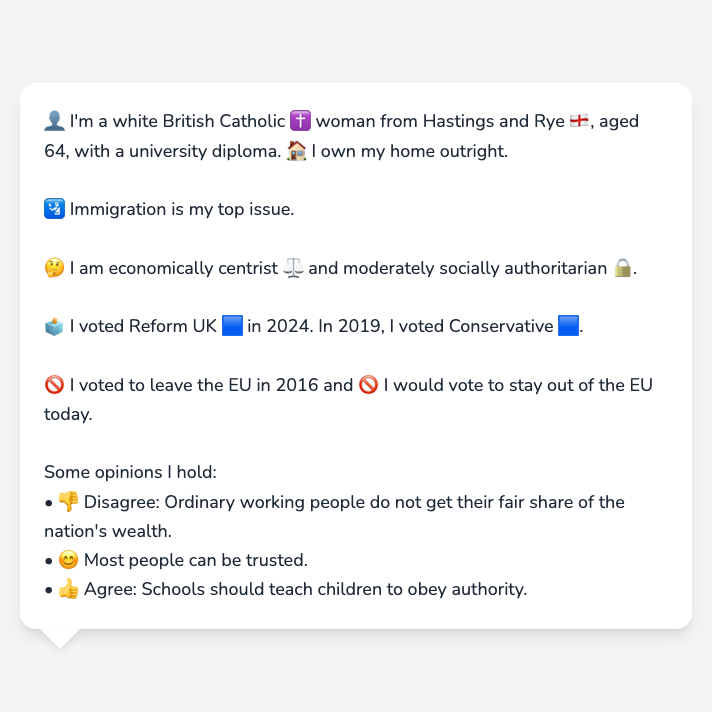 👤 I'm a white British Catholic ✝️ woman from Hastings and Rye 🏴󠁧󠁢󠁥󠁮󠁧󠁿, aged
64, with a university diploma. 🏠 I own my home outright.
🛂 Immigration is my top issue.
🤔 I am economically centrist ⚖️ and moderately socially authoritarian 🔒.
🗳️ I voted Reform UK 🟦 in 2024. In 2019, I voted Conservative 🟦.
🚫 I voted to leave the EU in 2016 and 🚫 I would vote to stay out of the EU
today.
Some opinions I hold:
• 👎 Disagree: Ordinary working people do not get their fair share of the
nation's wealth.
• 😊 Most people can be trusted.
• 👍 Agree: Schools should teach children to obey authority.